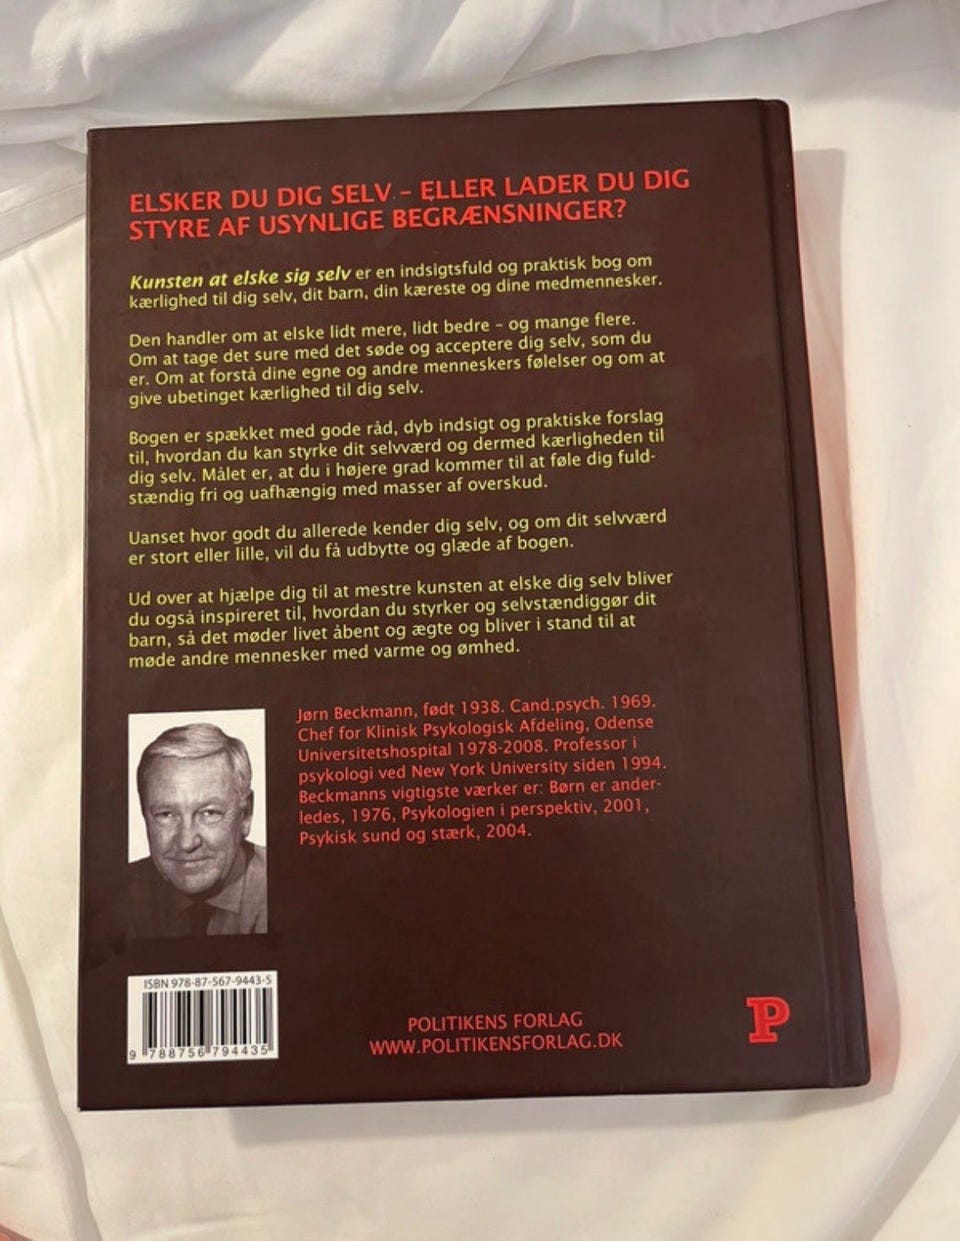 ELSKER DU DIG SELV – ELLER LADER DU DIG
STYRE AF USYNLIGE BEGRÆNSNINGER?
Kunsten at elske sig selv er en indsigtsfuld og praktisk bog om
kærlighed til dig selv, dit barn, din kæreste og dine medmennesker.
Den handler om at elske lidt mere, lidt bedre – og mange flere.
Om at tage det sure med det søde og acceptere dig selv, som du
er. Om at forstå dine egne og andre menneskers følelser og om at
give ubetinget kærlighed til dig selv.
Bogen er spækket med gode råd, dyb indsigt og praktiske forslag
til, hvordan du kan styrke dit selvværd og dermed kærligheden til
dig selv. Målet er, at du i højere grad kommer til at føle dig fuld-
stændig fri og uafhængig med masser af overskud.
Uanset hvor godt du allerede kender dig selv, og om dit selvværd
er stort eller lille, vil du få udbytte og glæde af bogen.
Ud over at hjælpe dig til at mestre kunsten at elske dig selv bliver
du også inspireret til, hvordan du styrker og selvstændiggør dit
barn, så det møder livet åbent og ægte og bliver i stand til at
møde andre mennesker med varme og ømhed.
Jørn Beckmann, født 1938. Cand.psych. 1969.
Chef for Klinisk Psykologisk Afdeling, Odense
Universitetshospital 1978-2008. Professor i
psykologi ved New York University siden 1994.
Beckmanns vigtigste værker er: Børn er ander-
ledes, 1976, Psykologien i perspektiv, 2001,
Psykisk sund og stærk, 2004.
ISBN 978-87-567-9443-5
9 788756 794435
POLITIKENS FORLAG
WWW.POLITIKENSFORLAG.DK
P